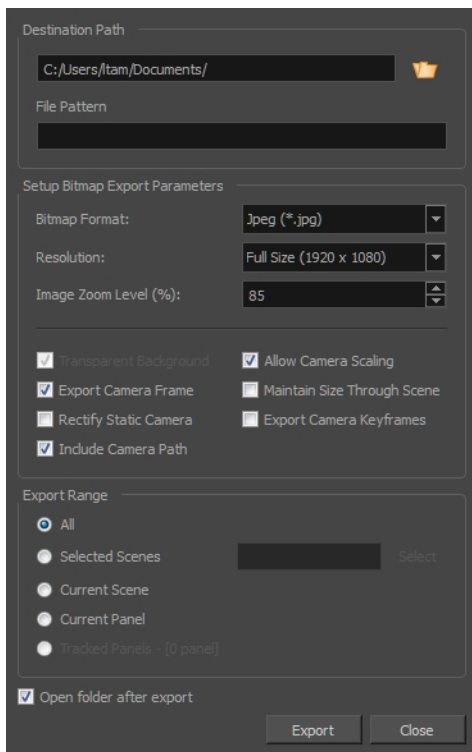 Destination Path
C:/Users/ltam/Documents/
File Pattern
Setup Bitmap Export Parameters
Bitmap Format: Jpeg (*.jpg)
Resolution: Full Size (1920 x 1080)
Image Zoom Level (%): 85
Transparent Background Allow Camera Scaling
Export Camera Frame Maintain Size Through Scene
Rectify Static Camera Export Camera Keyframes
Include Camera Path
Export Range
All
Selected Scenes Select
Current Scene
Current Panel
Tracked Panels - [0 panel]
Open folder after export
Export Close